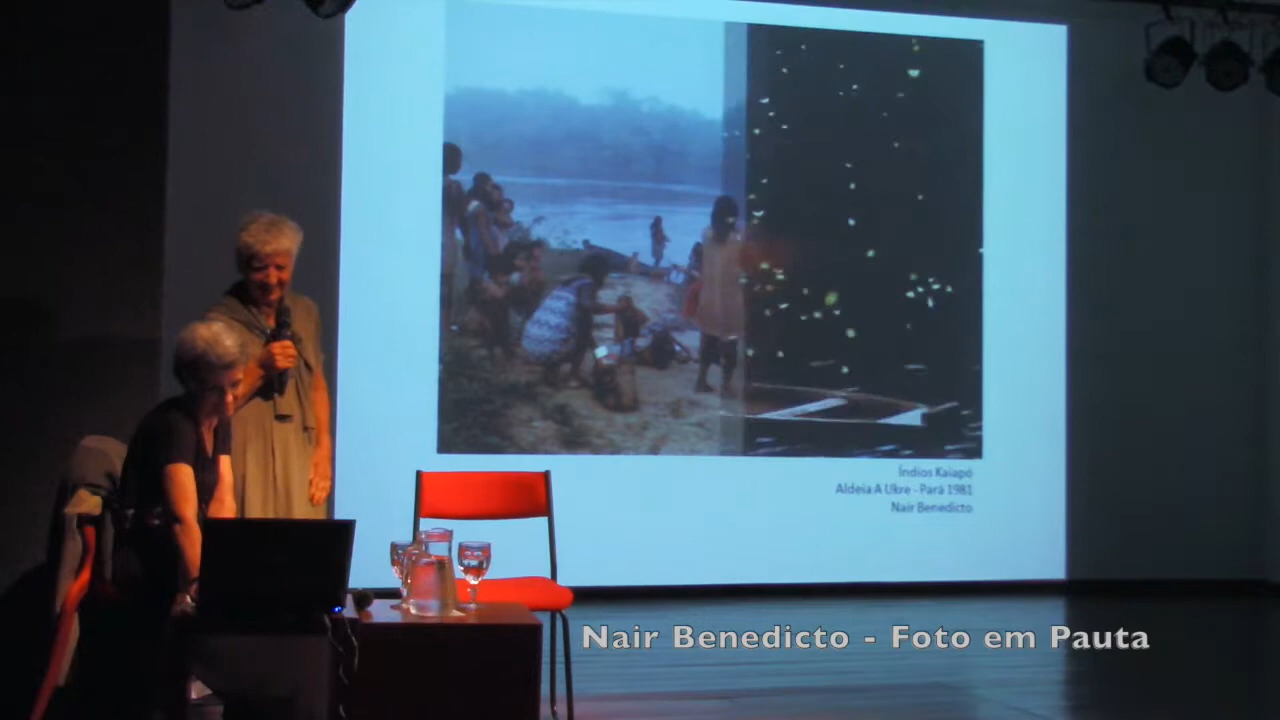 Índios Kaiapó
Aldeia A Ukre - Pará 1981
Nair Benedicto
Nair Benedicto - Foto em Pauta